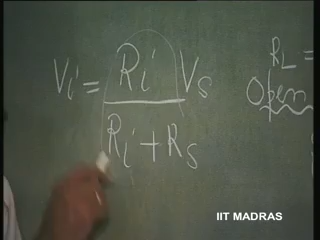 Vi = Ri Vs
Ri + Rs
RL =
Open
IIT MADRAS